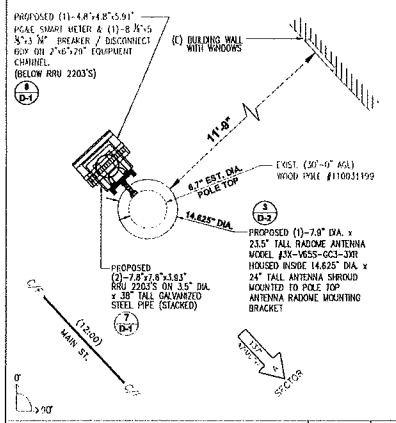 PROPOSED (1)-4.8"x4.8"x5.91"
PG&E SMART METER & (1)-8 ⅞"x5
BREAKER / DISCONNECT
BOX ON 2"x6"x20" EQUIPMENT
CHANNEL.
(BELOW RRU 2203'S)
8
D-1
(E) BUILDING WALL
WITH WINDOWS
11'-9"
EXIST. (30'-0" AGL)
WOOD POLE #110031199
6.7" EST. DIA.
POLE TOP
14.625" DIA.
3
D-2
PROPOSED (1)-7.9" DIA. x
23.5" TALL RADOME ANTENNA
MODEL #3X-V65S-GC3-3XR
HOUSED INSIDE 14.625" DIA. x
24" TALL ANTENNA SHROUD
MOUNTED TO POLE TOP
ANTENNA RADOME MOUNTING
BRACKET
PROPOSED
(2)-7.8"x7.8"x3.93"
RRU 2203'S ON 3.5" DIA.
x 38" TALL GALVANIZED
STEEL PIPE (STACKED)
7
D-1
C/F
(12:00)
MAIN ST.
C/F
137°
A
SECTOR
0'
90'